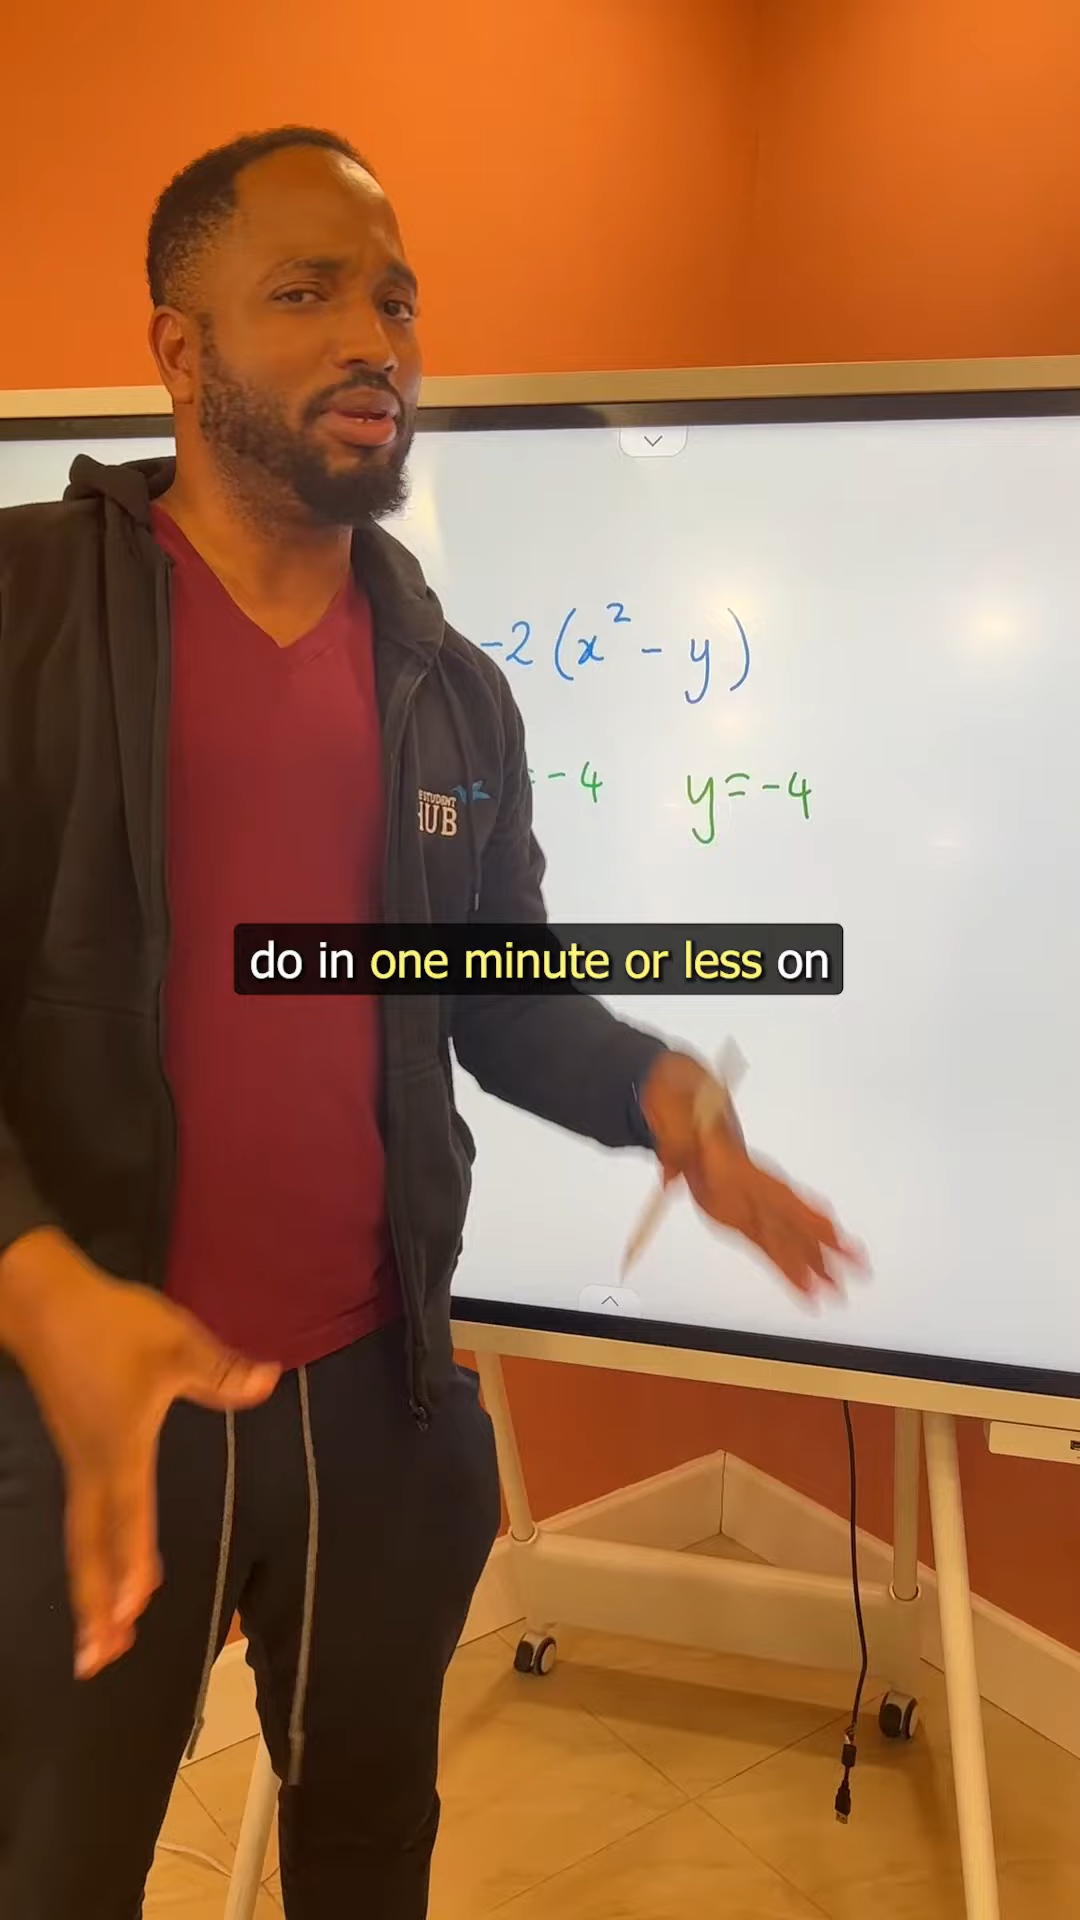 -2(x² - y)
= -4 y = -4
STUDENT
HUB
do in one minute or less on